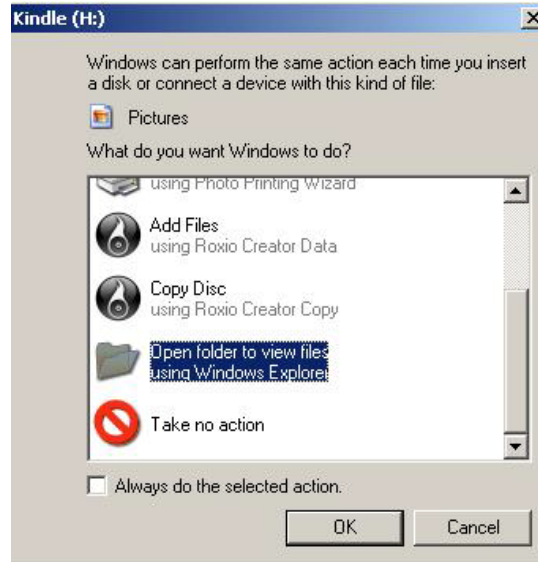 Kindle (H:)
Windows can perform the same action each time you insert
a disk or connect a device with this kind of file:
Pictures
What do you want Windows to do?
using Photo Printing Wizard
Add Files
using Roxio Creator Data
Copy Disc
using Roxio Creator Copy
Open folder to view files
using Windows Explorer
Take no action
Always do the selected action.
OK
Cancel